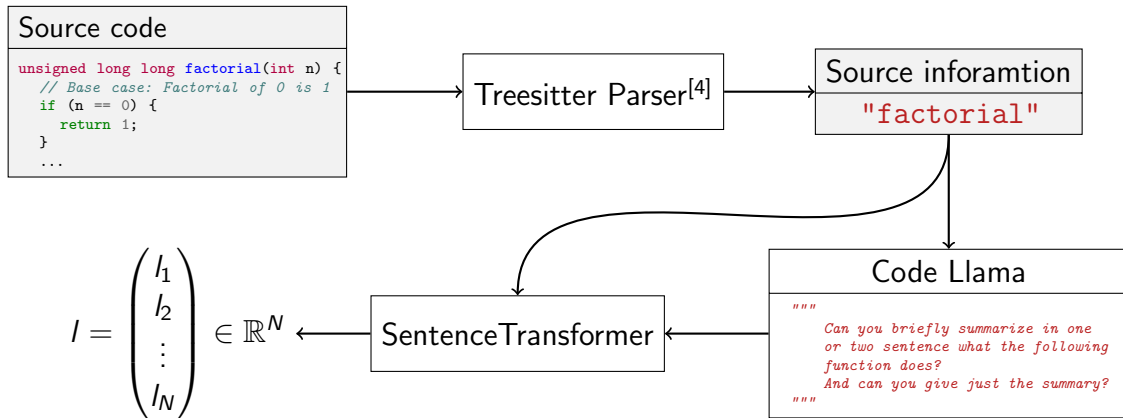 Source code
unsigned long long factorial(int n) {
// Base case: Factorial of 0 is 1
if (n == 0) {
return 1;
}
...
Treesitter Parser[4]
Source inforamtion
"factorial"
Code Llama
"""
Can you briefly summarize in one
or two sentence what the following
function does?
And can you give just the summary?
"""
SentenceTransformer
I = (I₁ I₂ ⋮ I_N) ∈ ℝ^N